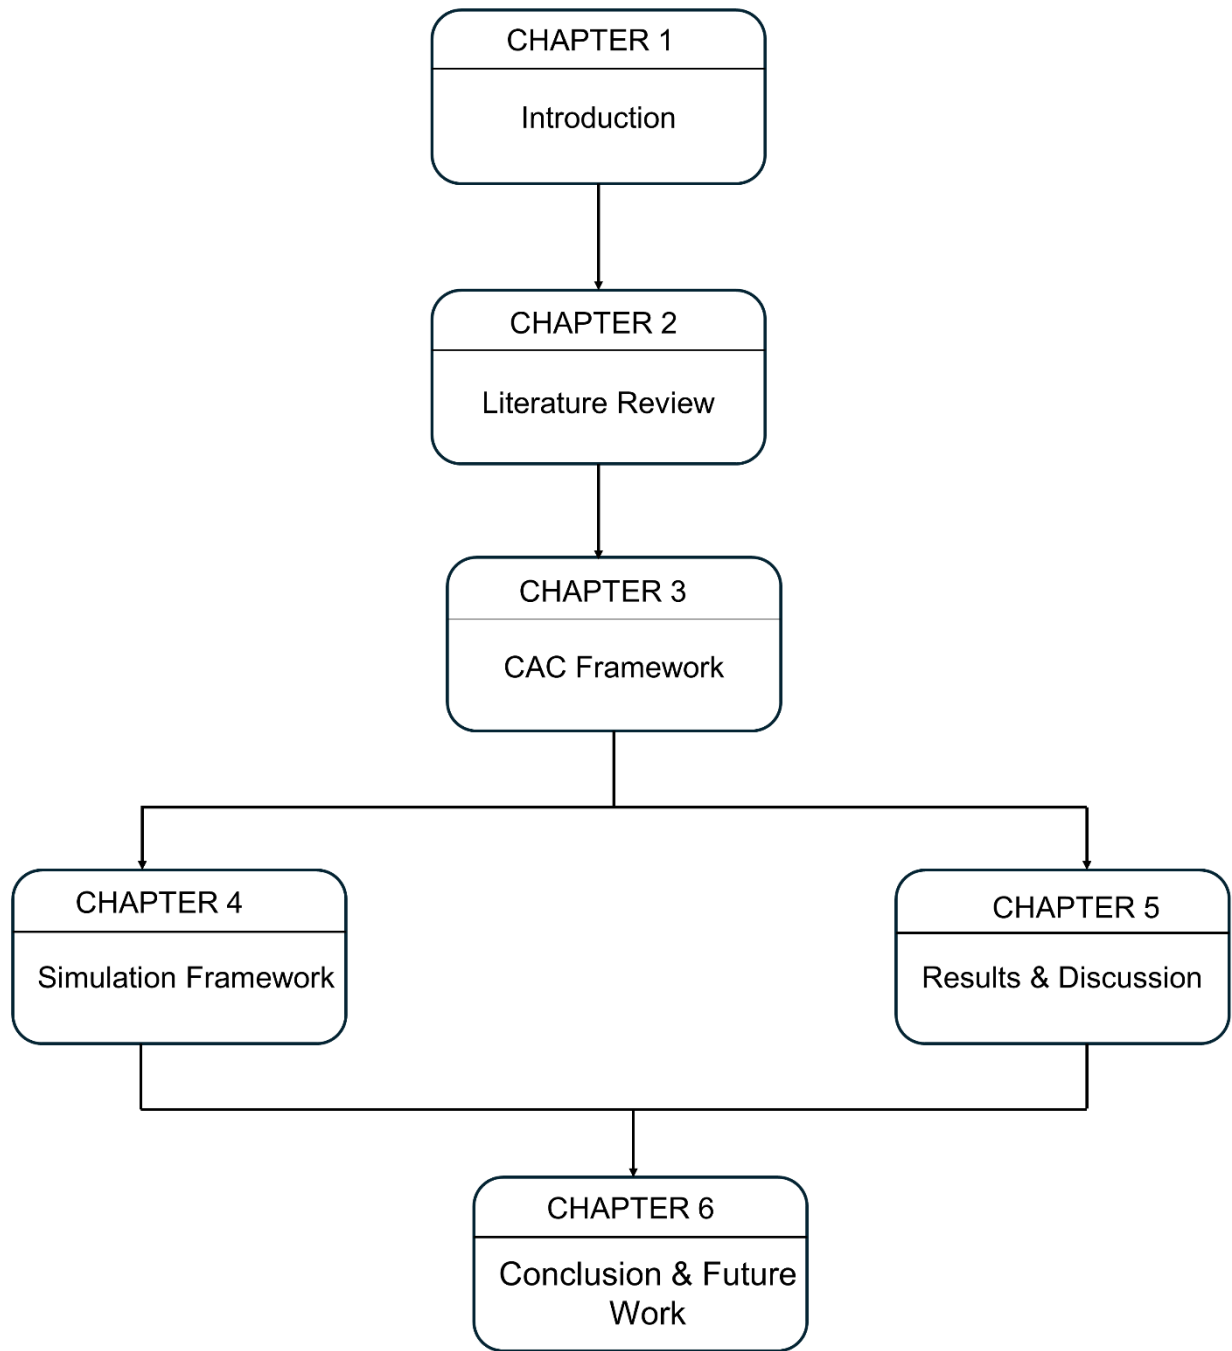 CHAPTER 1
Introduction
CHAPTER 2
Literature Review
CHAPTER 3
CAC Framework
CHAPTER 4
Simulation Framework
CHAPTER 5
Results & Discussion
CHAPTER 6
Conclusion & Future
Work